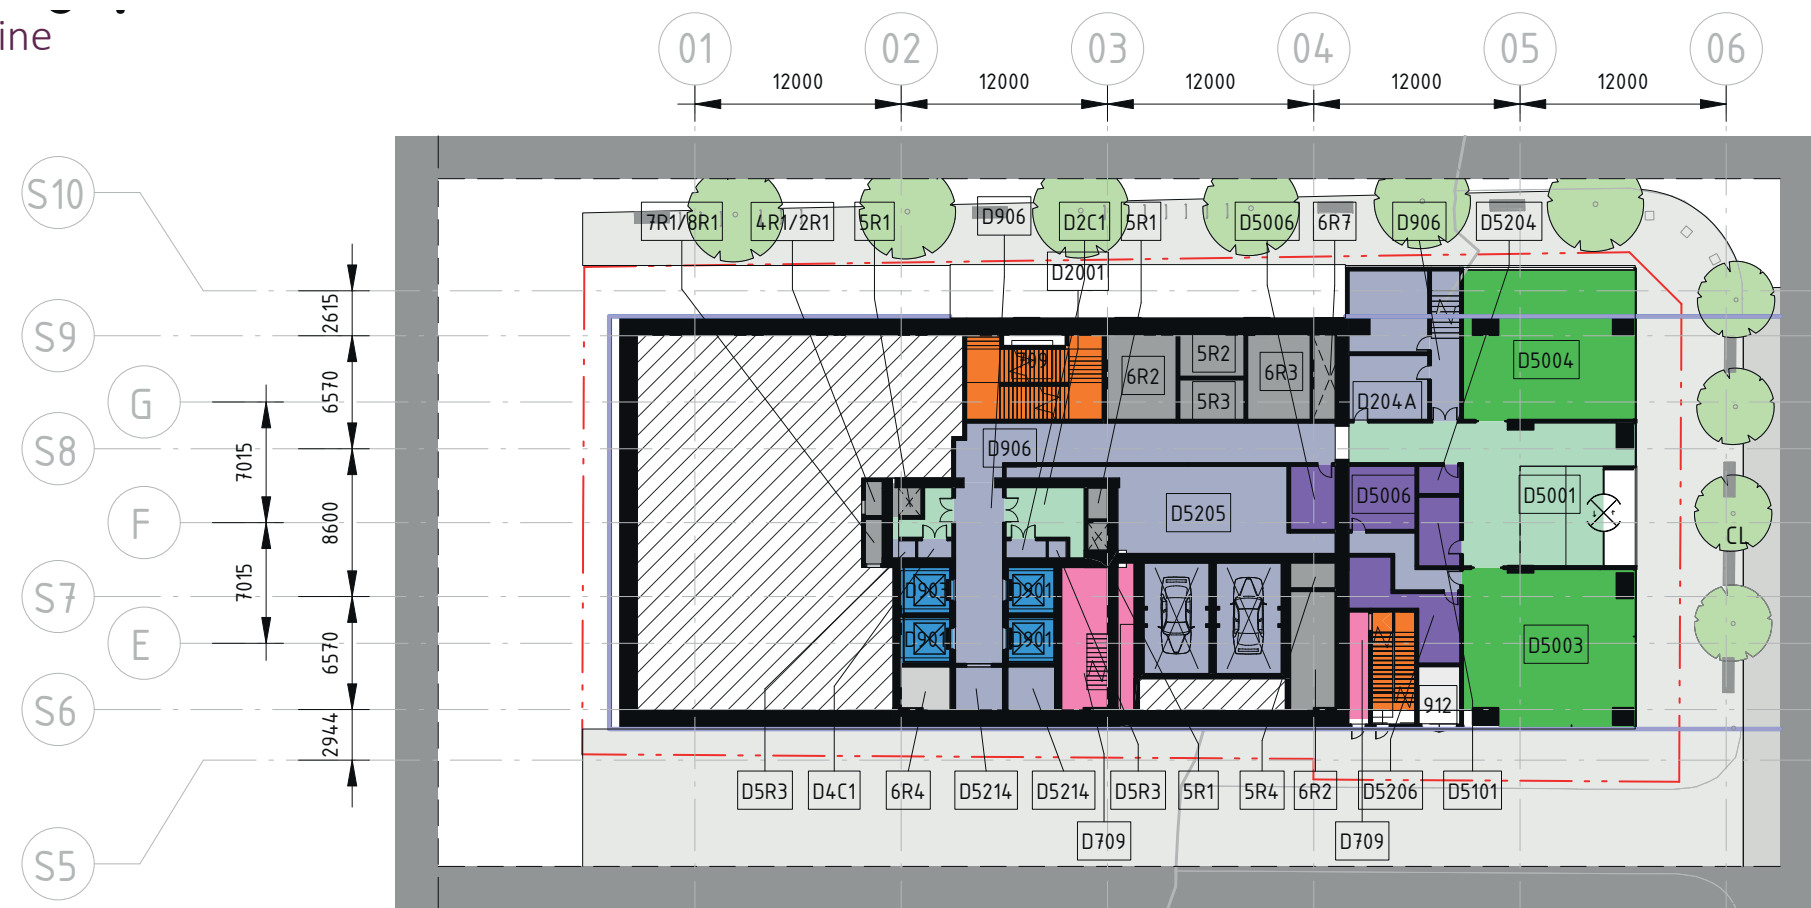 ine
01 02 03 04 05 06
12000 12000 12000 12000 12000
S10
7R1/8R1 4R1/2R1 5R1 D906 D2C1 5R1 D5006 6R7 D906 D5204
D2001
2615
S9
709 5R2
6R2 6R3 D5004
6570
G 5R3 D204A
S8 D906
7015
D5006 D5001
F 8600 D5205
CL
7015
S7 D903 D901
E 6570 D901 D901 D5003
S6 912
2944
D5R3 D4C1 6R4 D5214 D5214 D5R3 5R1 5R4 6R2 D5206 D5101
D709 D709
S5